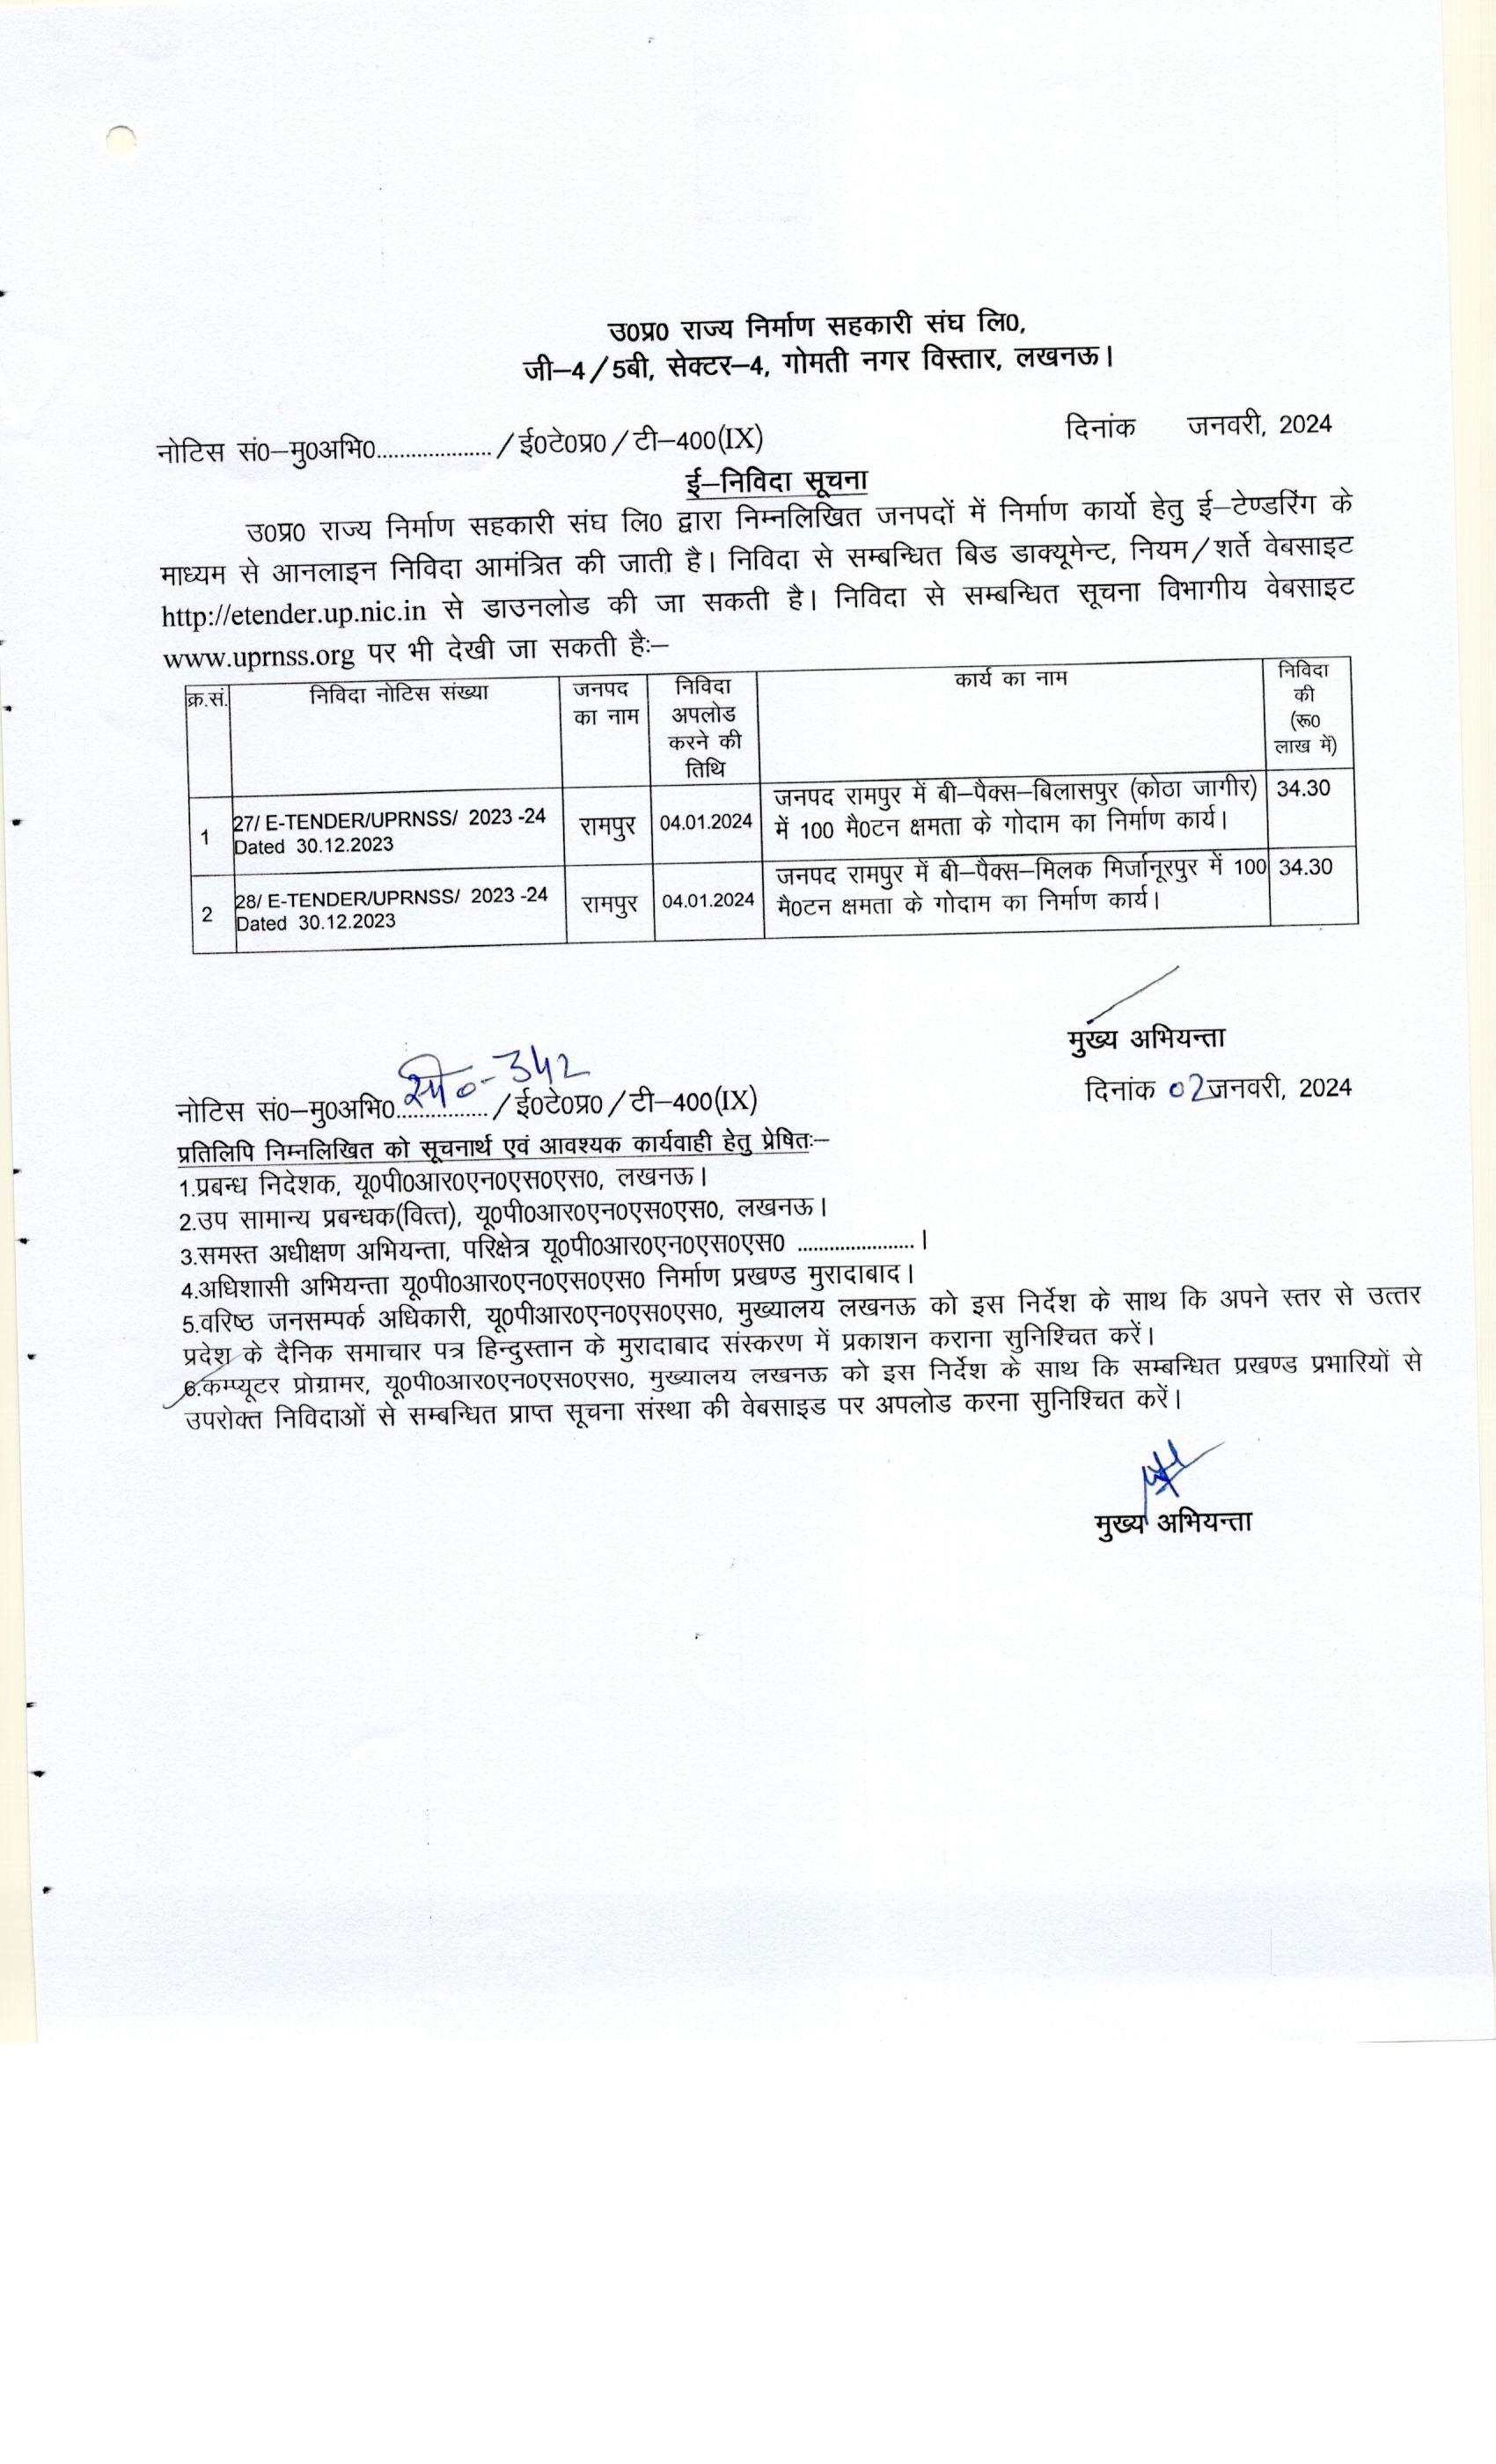 उ0प्र0 राज्य निर्माण सहकारी संघ लि0,
जी–4/5बी, सेक्टर–4, गोमती नगर विस्तार, लखनऊ।
नोटिस सं0–मु0अभि0..................../ई0टे0प्र0/टी–400(IX) दिनांक जनवरी, 2024
ई–निविदा सूचना
उ0प्र0 राज्य निर्माण सहकारी संघ लि0 द्वारा निम्नलिखित जनपदों में निर्माण कार्यो हेतु ई–टेण्डरिंग के
माध्यम से आनलाइन निविदा आमंत्रित की जाती है। निविदा से सम्बन्धित बिड डाक्यूमेन्ट, नियम/शर्ते वेबसाइट
http://etender.up.nic.in से डाउनलोड की जा सकती है। निविदा से सम्बन्धित सूचना विभागीय वेबसाइट
www.uprnss.org पर भी देखी जा सकती हैः–
क्र.सं. निविदा नोटिस संख्या जनपद का नाम निविदा अपलोड करने की तिथि कार्य का नाम निविदा की (रू0 लाख में)
1 27/ E-TENDER/UPRNSS/ 2023 -24 Dated 30.12.2023 रामपुर 04.01.2024 जनपद रामपुर में बी–पैक्स–बिलासपुर (कोठा जागीर) में 100 मै0टन क्षमता के गोदाम का निर्माण कार्य। 34.30
2 28/ E-TENDER/UPRNSS/ 2023 -24 Dated 30.12.2023 रामपुर 04.01.2024 जनपद रामपुर में बी–पैक्स–मिलक मिर्जानूरपुर में 100 मै0टन क्षमता के गोदाम का निर्माण कार्य। 34.30
मुख्य अभियन्ता
नोटिस सं0–मु0अभि0................/ई0टे0प्र0/टी–400(IX) दिनांक 02 जनवरी, 2024
342
प्रतिलिपि निम्नलिखित को सूचनार्थ एवं आवश्यक कार्यवाही हेतु प्रेषितः–
1.प्रबन्ध निदेशक, यू0पी0आर0एन0एस0एस0, लखनऊ।
2.उप सामान्य प्रबन्धक(वित्त), यू0पी0आर0एन0एस0एस0, लखनऊ।
3.समस्त अधीक्षण अभियन्ता, परिक्षेत्र यू0पी0आर0एन0एस0एस0 .....................।
4.अधिशासी अभियन्ता यू0पी0आर0एन0एस0एस0 निर्माण प्रखण्ड मुरादाबाद।
5.वरिष्ठ जनसम्पर्क अधिकारी, यू0पीआर0एन0एस0एस0, मुख्यालय लखनऊ को इस निर्देश के साथ कि अपने स्तर से उत्तर
प्रदेश के दैनिक समाचार पत्र हिन्दुस्तान के मुरादाबाद संस्करण में प्रकाशन कराना सुनिश्चित करें।
6.कम्प्यूटर प्रोग्रामर, यू0पी0आर0एन0एस0एस0, मुख्यालय लखनऊ को इस निर्देश के साथ कि सम्बन्धित प्रखण्ड प्रभारियों से
उपरोक्त निविदाओं से सम्बन्धित प्राप्त सूचना संस्था की वेबसाइड पर अपलोड करना सुनिश्चित करें।
मुख्य अभियन्ता